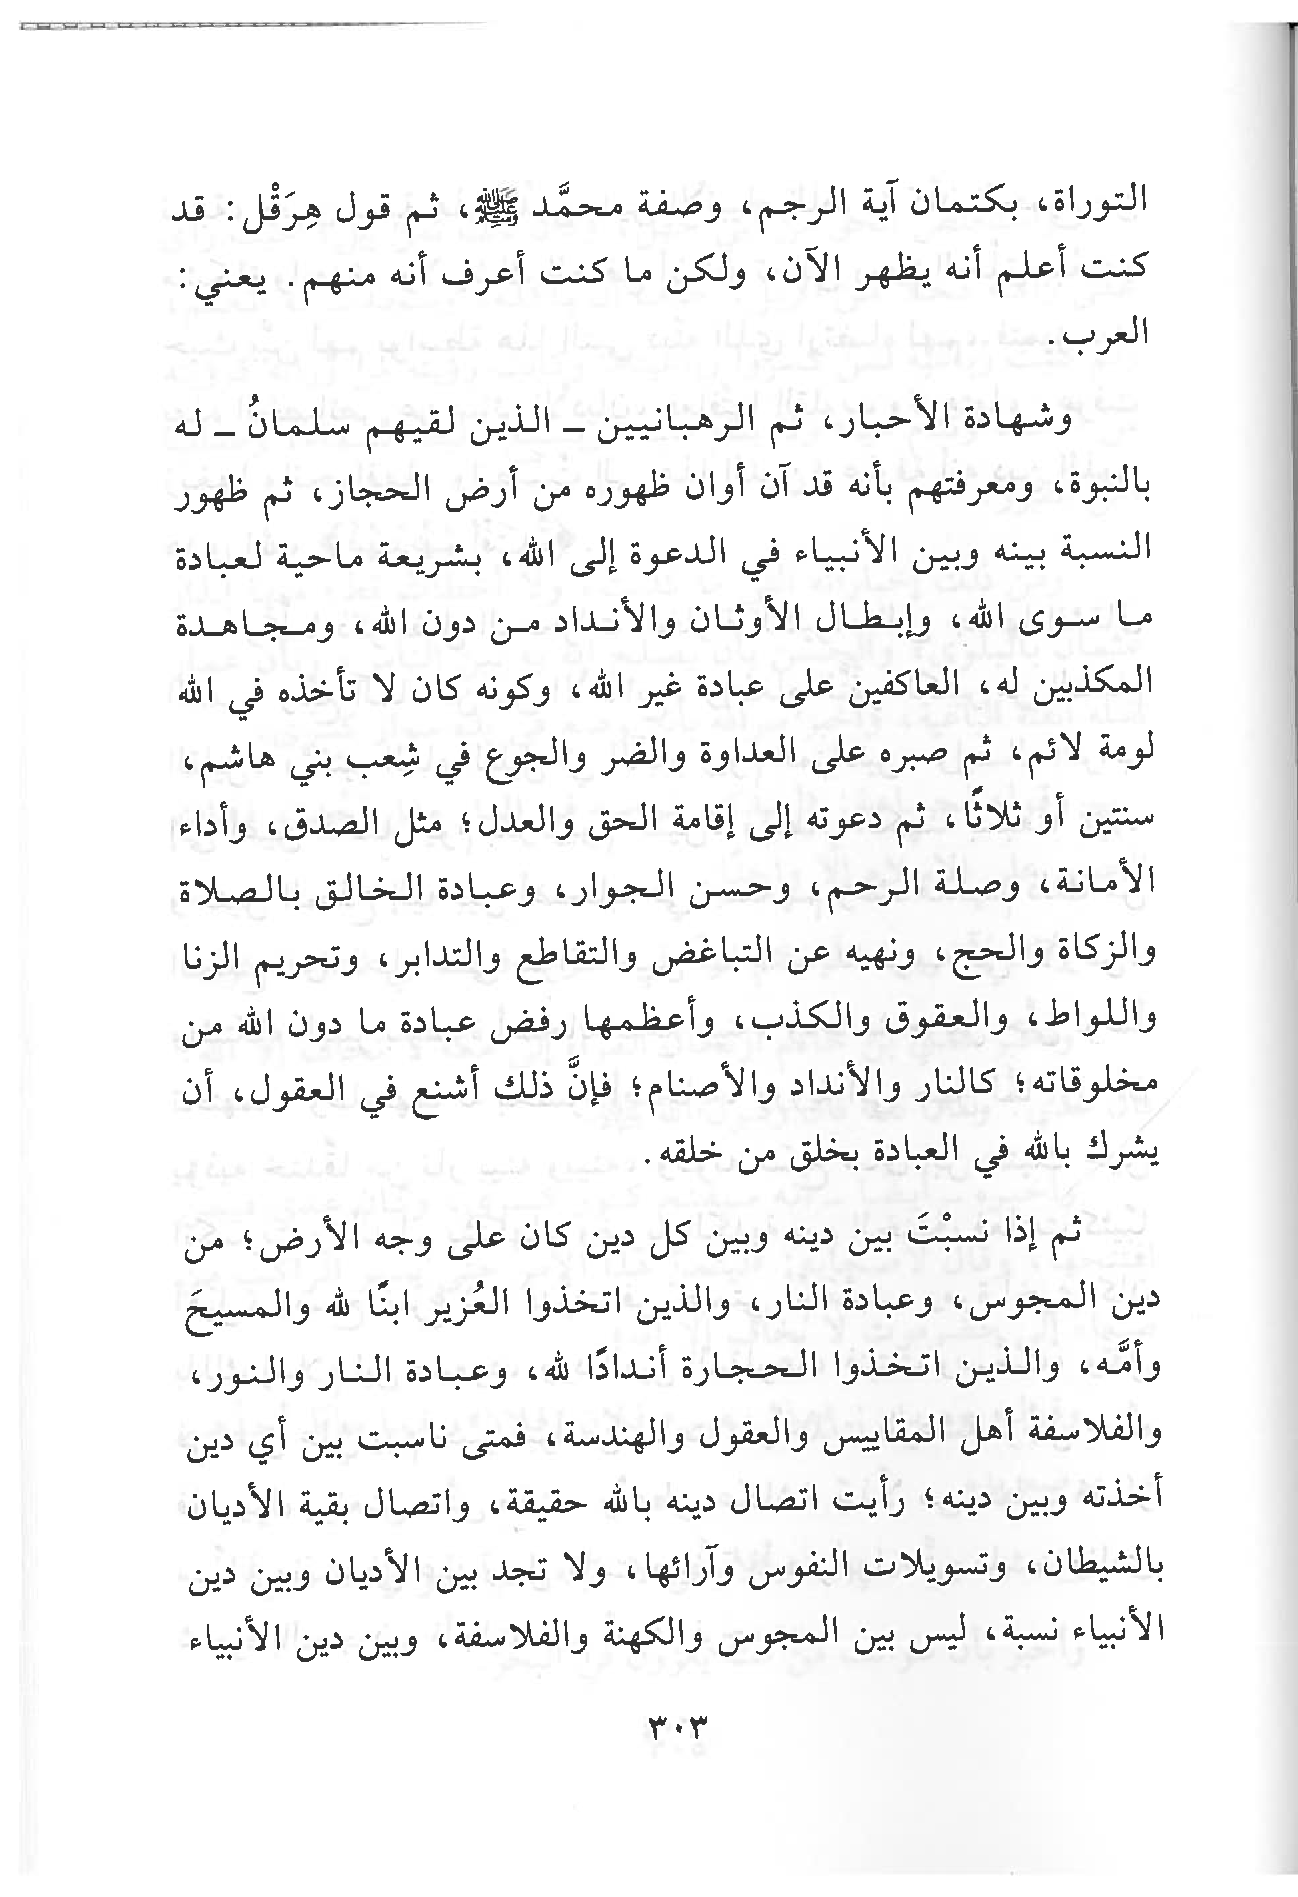 التوراة، بكتمان آية الرجم، وصفة محمَّد ﷺ، ثم قول هِرَقْل: قد
كنت أعلم أنه يظهر الآن، ولكن ما كنت أعرف أنه منهم. يعني:
العرب.
وشهادة الأحبار، ثم الرهبانيين ـ الذين لقيهم سلمانُ ـ له
بالنبوة، ومعرفتهم بأنه قد آن أوان ظهوره من أرض الحجاز، ثم ظهور
النسبة بينه وبين الأنبياء في الدعوة إلى الله، بشريعة ماحية لعبادة
ما سوى الله، وإبطال الأوثان والأنداد من دون الله، ومجاهدة
المكذبين له، العاكفين على عبادة غير الله، وكونه كان لا تأخذه في الله
لومة لائم، ثم صبره على العداوة والضر والجوع في شِعب بني هاشم،
سنتين أو ثلاثًا، ثم دعوته إلى إقامة الحق والعدل؛ مثل الصدق، وأداء
الأمانة، وصلة الرحم، وحسن الجوار، وعبادة الخالق بالصلاة
والزكاة والحج، ونهيه عن التباغض والتقاطع والتدابر، وتحريم الزنا
واللواط، والعقوق والكذب، وأعظمها رفض عبادة ما دون الله من
مخلوقاته؛ كالنار والأنداد والأصنام؛ فإنَّ ذلك أشنع في العقول، أن
يشرك بالله في العبادة بخلق من خلقه.
ثم إذا نسبْتَ بين دينه وبين كل دين كان على وجه الأرض؛ من
دين المجوس، وعبادة النار، والذين اتخذوا العُزير ابنًا لله والمسيحَ
وأمَّه، والذين اتخذوا الحجارة أندادًا لله، وعبادة النار والنور،
والفلاسفة أهل المقاييس والعقول والهندسة، فمتى ناسبت بين أي دين
أخذته وبين دينه؛ رأيت اتصال دينه بالله حقيقة، واتصال بقية الأديان
بالشيطان، وتسويلات النفوس وآرائها، ولا تجد بين الأديان وبين دين
الأنبياء نسبة، ليس بين المجوس والكهنة والفلاسفة، وبين دين الأنبياء
٣٠٣